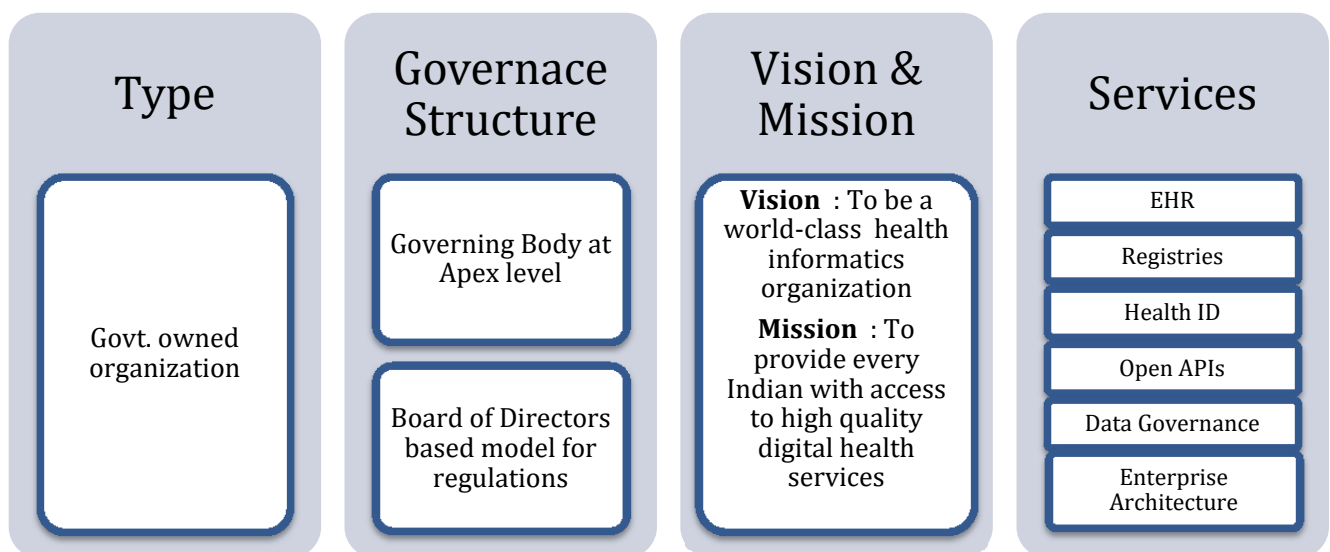 Type
Govt. owned
organization
Governace
Structure
Governing Body at
Apex level
Board of Directors
based model for
regulations
Vision &
Mission
Vision : To be a
world-class health
informatics
organization
Mission : To
provide every
Indian with access
to high quality
digital health
services
Services
EHR
Registries
Health ID
Open APIs
Data Governance
Enterprise
Architecture